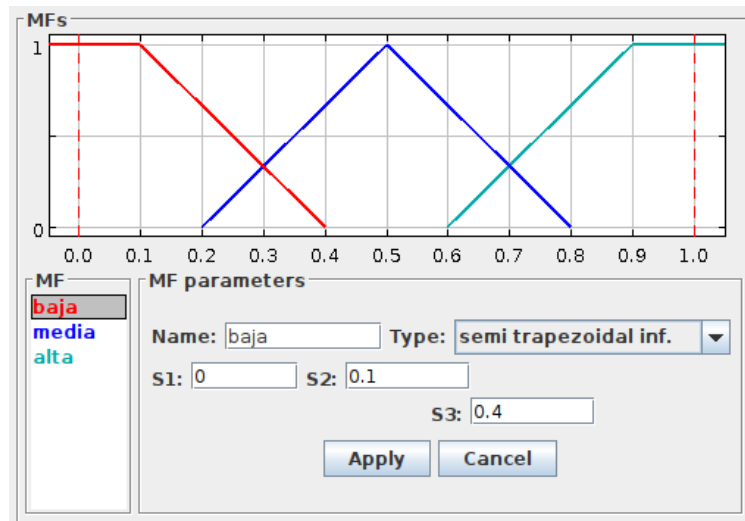 MFs
1
0
0.0 0.1 0.2 0.3 0.4 0.5 0.6 0.7 0.8 0.9 1.0
MF
baja
media
alta
MF parameters
Name: baja Type: semi trapezoidal inf.
S1: 0 S2: 0.1
S3: 0.4
Apply Cancel